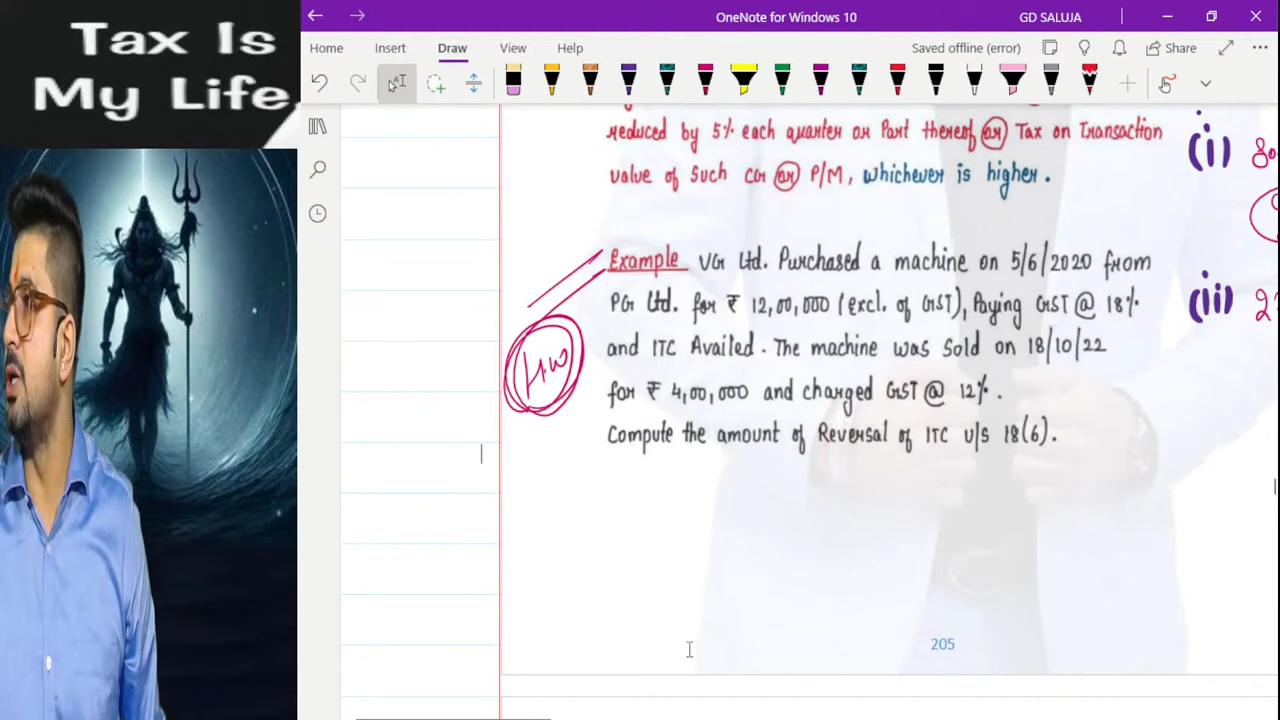 Tax Is
My Life
OneNote for Windows 10
GD SALUJA
Home Insert Draw View Help
Saved offline (error)
Share
reduced by 5% each quarter or Part thereof or Tax on Transaction
value of Such CG or P/M, whichever is higher.
(i) 80
Example VG Ltd. Purchased a machine on 5/6/2020 from
PG Ltd. for ₹ 12,00,000 (excl. of GST), Paying GST @ 18%
(ii) 2
and ITC Availed. The machine was Sold on 18/10/22
H.W
for ₹ 4,00,000 and charged GST @ 12%.
Compute the amount of Reversal of ITC u/s 18(6).
205